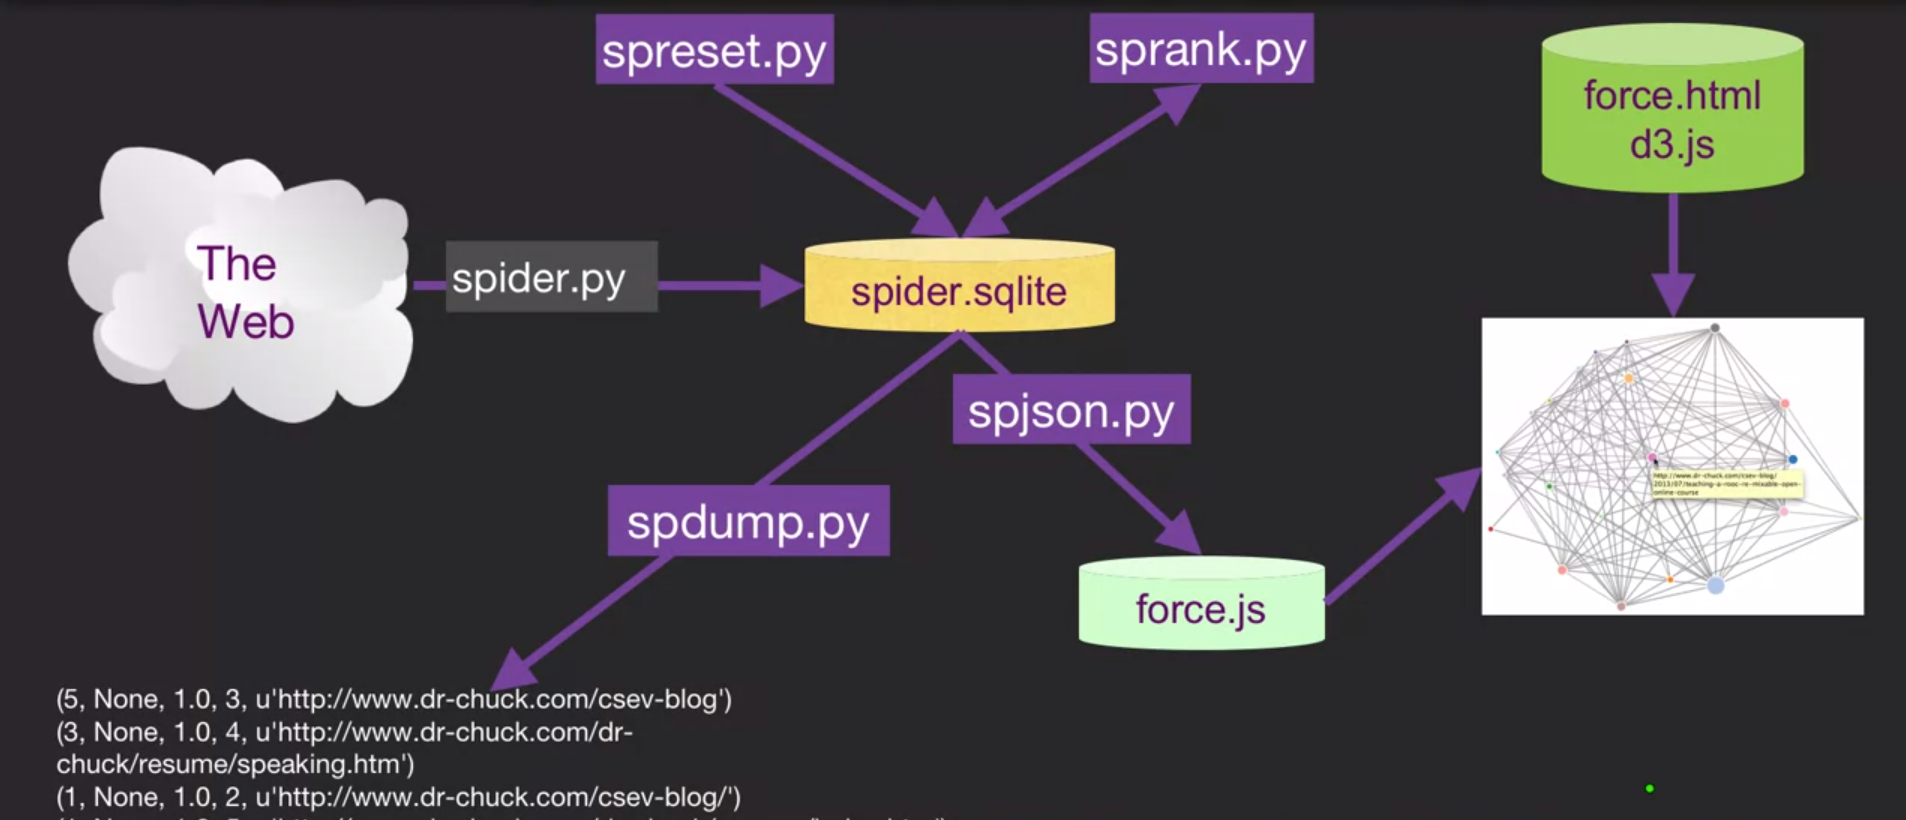 spreset.py
sprank.py
force.html
d3.js
The
Web
spider.py
spider.sqlite
spjson.py
spdump.py
force.js
http://www.dr-chuck.com/csev-blog/
2013/07/teaching-a-rooc-re-mixable-open-
online-course
(5, None, 1.0, 3, u'http://www.dr-chuck.com/csev-blog')
(3, None, 1.0, 4, u'http://www.dr-chuck.com/dr-
chuck/resume/speaking.htm')
(1, None, 1.0, 2, u'http://www.dr-chuck.com/csev-blog/')